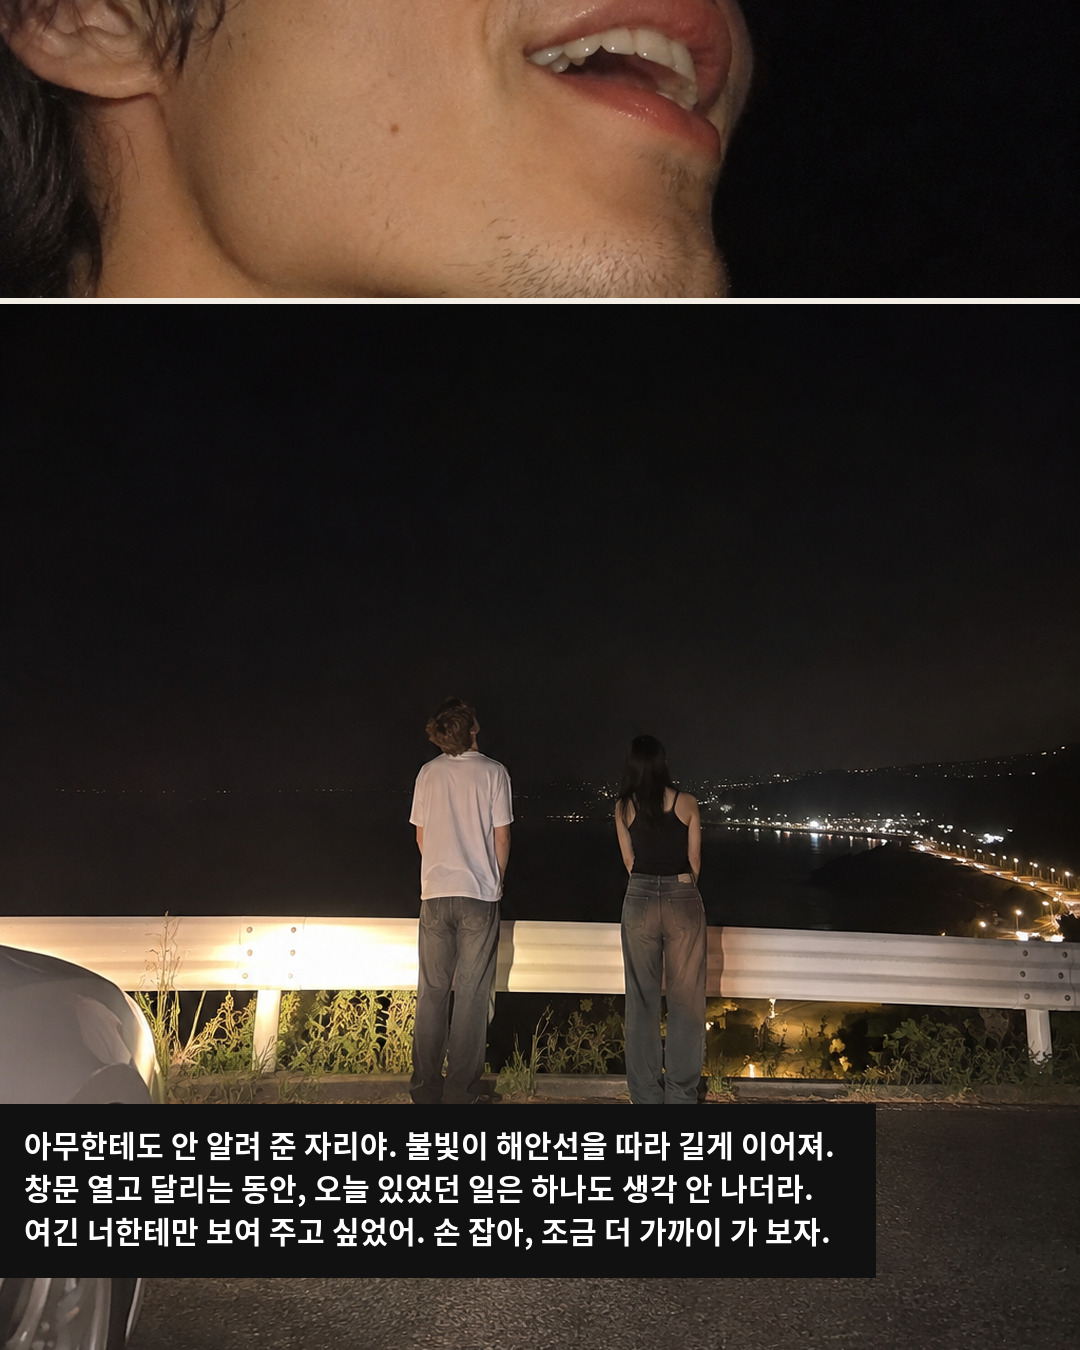 아무한테도 안 알려 준 자리야. 불빛이 해안선을 따라 길게 이어져.
창문 열고 달리는 동안, 오늘 있었던 일은 하나도 생각 안 나더라.
여긴 너한테만 보여 주고 싶었어. 손 잡아, 조금 더 가까이 가 보자.